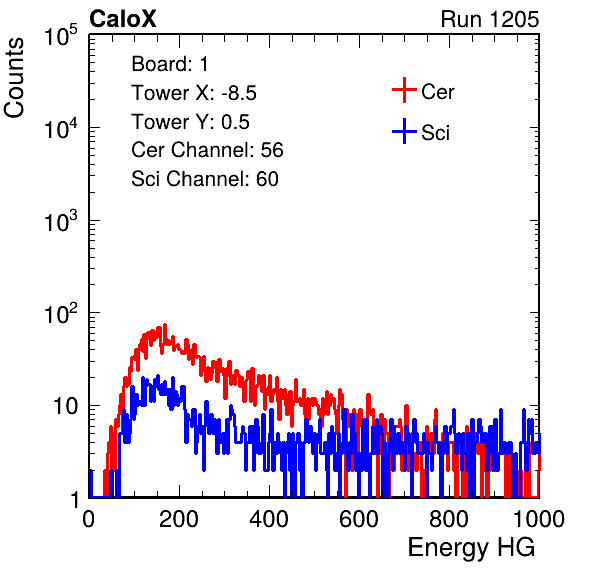 CaloX Run 1205
Counts
10^5
10^4
10^3
10^2
10
1
Board: 1
Tower X: -8.5
Tower Y: 0.5
Cer Channel: 56
Sci Channel: 60
Cer
Sci
0 200 400 600 800 1000
Energy HG